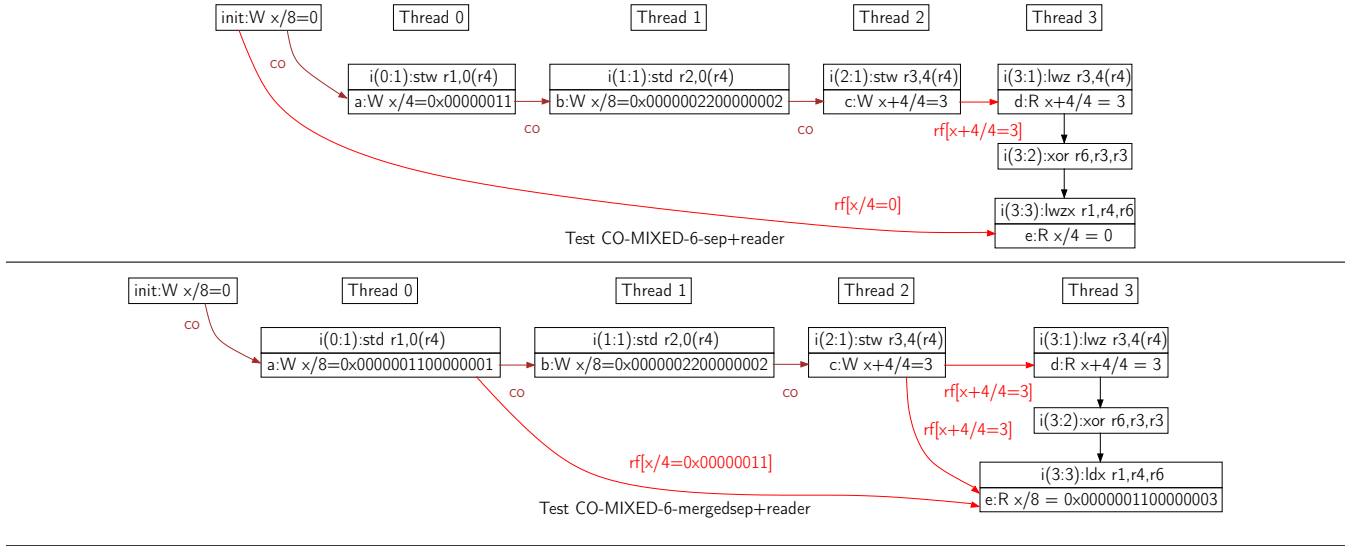 init:W x/8=0
Thread 0
Thread 1
Thread 2
Thread 3
co
i(0:1):stw r1,0(r4)
a:W x/4=0x00000011
co
i(1:1):std r2,0(r4)
b:W x/8=0x0000002200000002
co
i(2:1):stw r3,4(r4)
c:W x+4/4=3
rf[x+4/4=3]
i(3:1):lwz r3,4(r4)
d:R x+4/4 = 3
i(3:2):xor r6,r3,r3
rf[x/4=0]
i(3:3):lwzx r1,r4,r6
e:R x/4 = 0
Test CO-MIXED-6-sep+reader
init:W x/8=0
Thread 0
Thread 1
Thread 2
Thread 3
co
i(0:1):std r1,0(r4)
a:W x/8=0x0000001100000001
co
i(1:1):std r2,0(r4)
b:W x/8=0x0000002200000002
co
i(2:1):stw r3,4(r4)
c:W x+4/4=3
rf[x+4/4=3]
i(3:1):lwz r3,4(r4)
d:R x+4/4 = 3
i(3:2):xor r6,r3,r3
rf[x+4/4=3]
rf[x/4=0x00000011]
i(3:3):ldx r1,r4,r6
e:R x/8 = 0x0000001100000003
Test CO-MIXED-6-mergedsep+reader